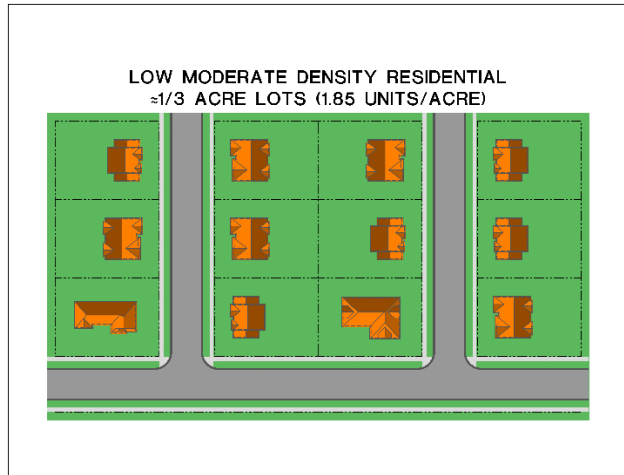 LOW MODERATE DENSITY RESIDENTIAL
≈1/3 ACRE LOTS (1.85 UNITS/ACRE)